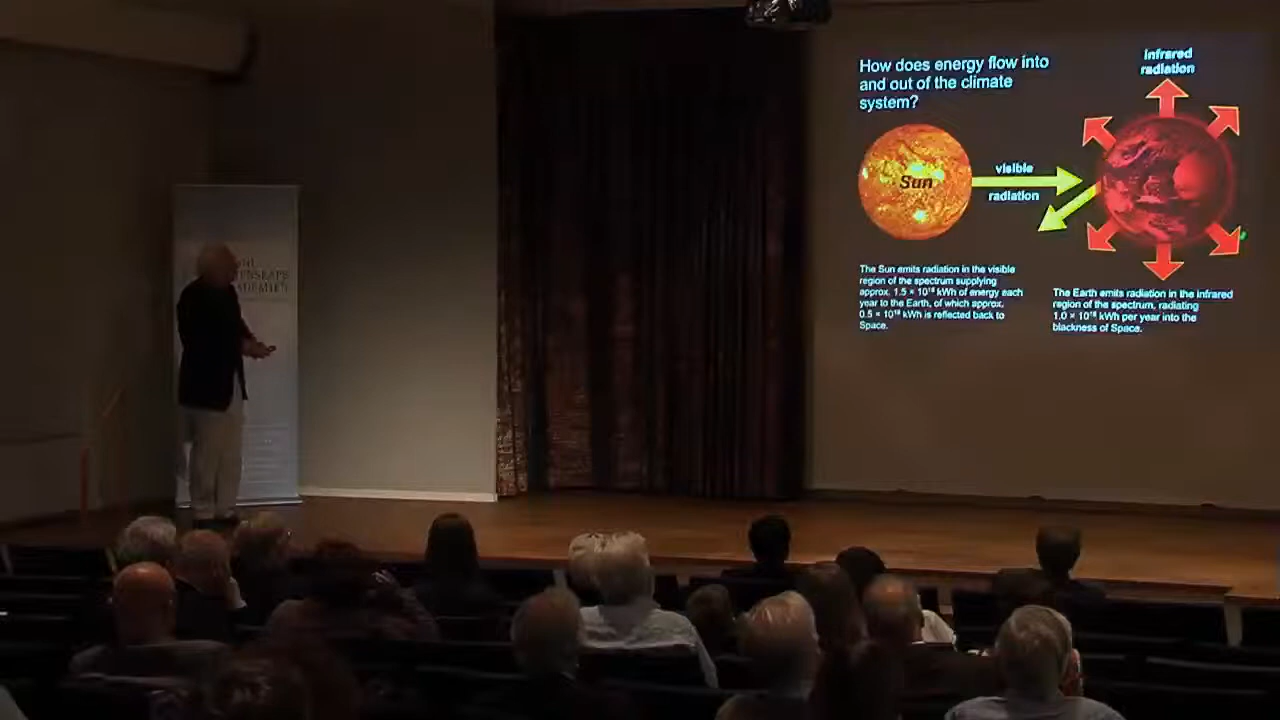 How does energy flow into
and out of the climate
system?
Infrared
radiation
Sun
visible
radiation
The Sun emits radiation in the visible
region of the spectrum supplying
approx. 1.5 × 10¹⁸ kWh of energy each
year to the Earth, of which approx.
0.5 × 10¹⁸ kWh is reflected back to
Space.
The Earth emits radiation in the infrared
region of the spectrum, radiating
1.0 × 10¹⁸ kWh per year into the
blackness of Space.